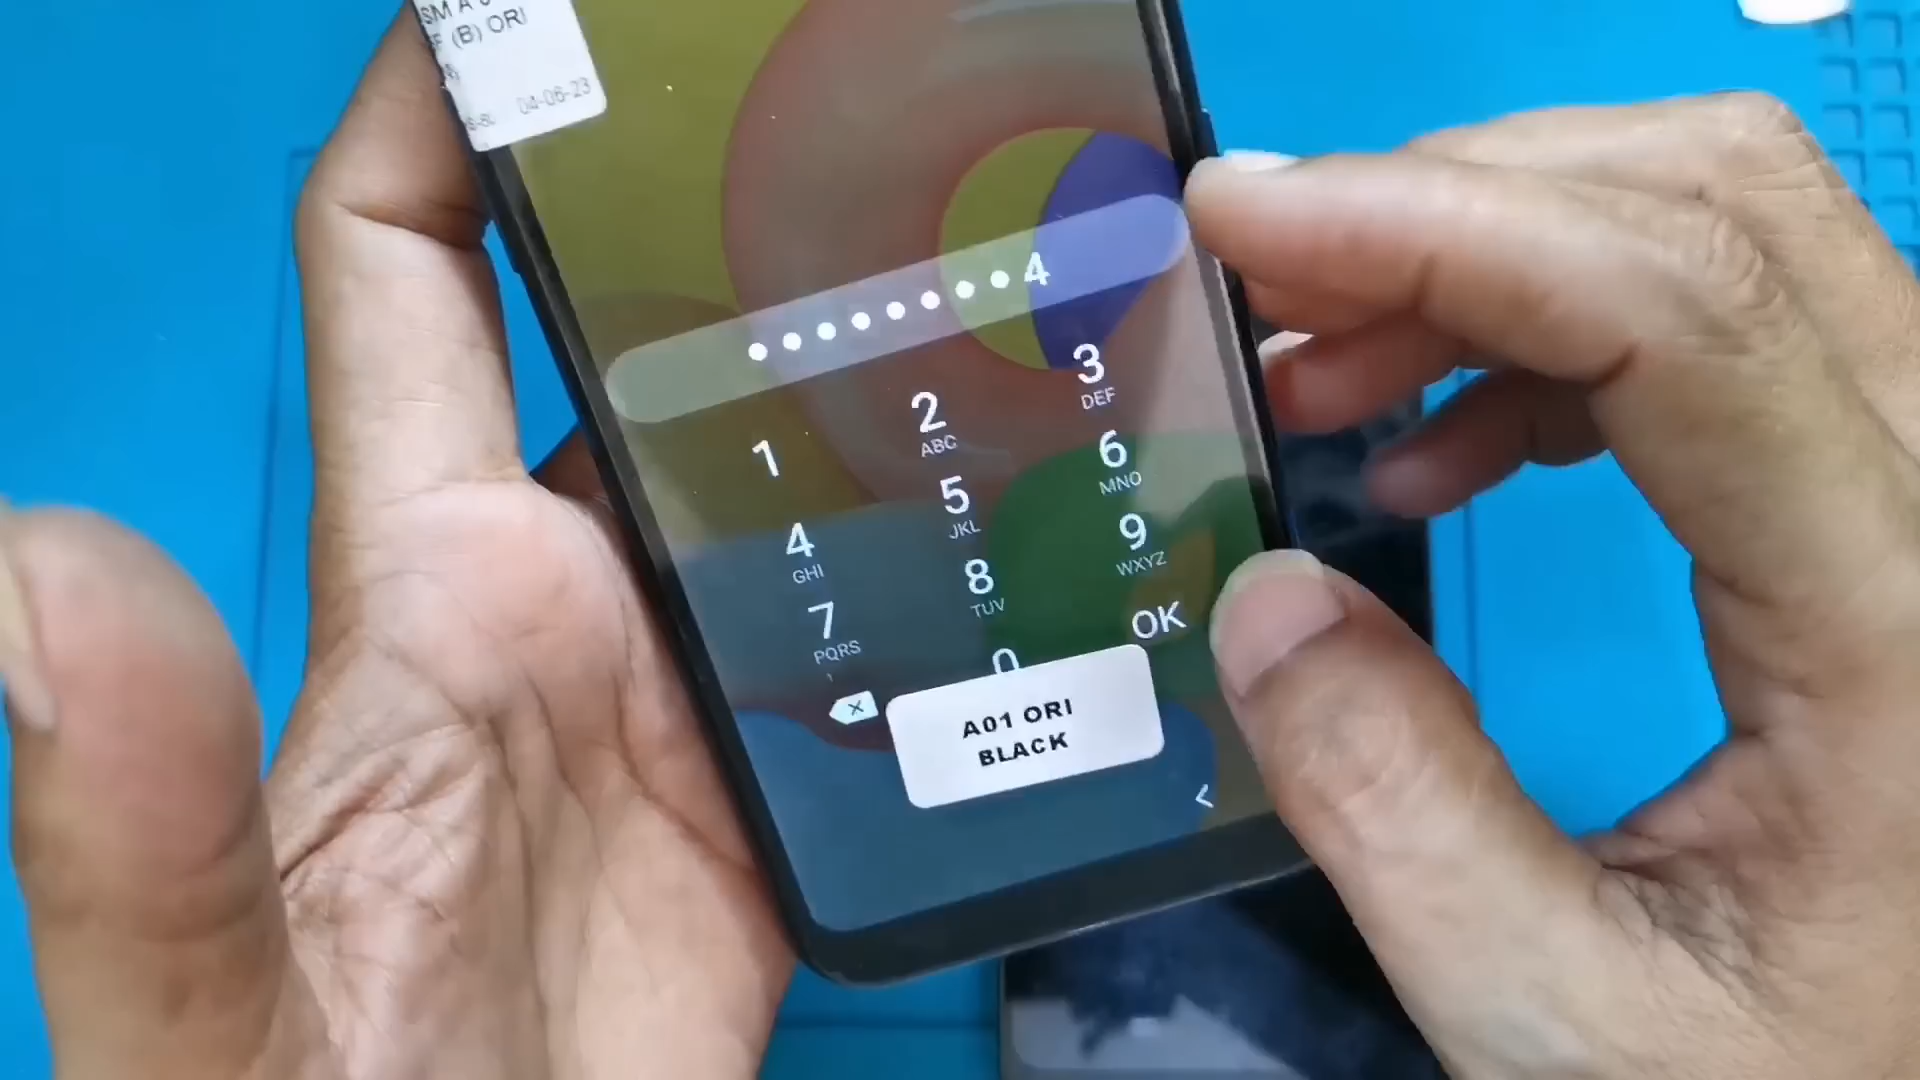 SM A
(B) ORI
04-06-23
4
1
2
ABC
3
DEF
4
GHI
5
JKL
6
MNO
7
PQRS
8
TUV
9
WXYZ
0
OK
A01 ORI
BLACK